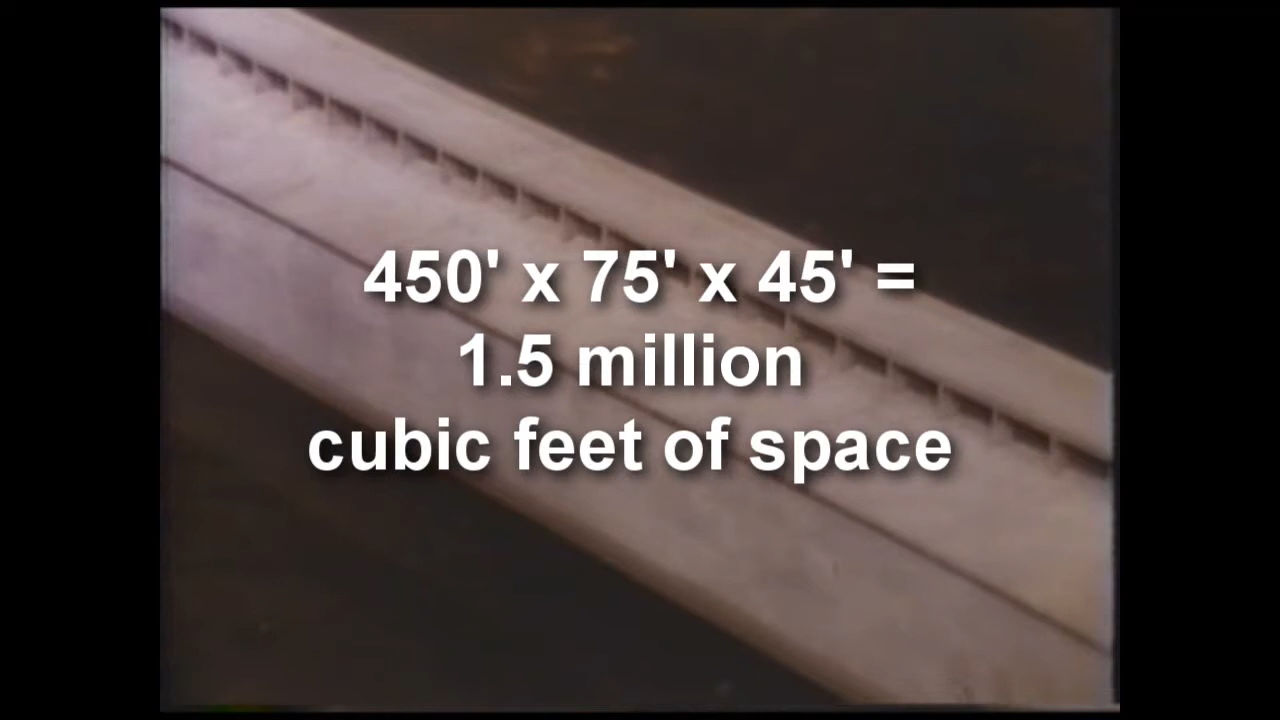 450' x 75' x 45' =
1.5 million
cubic feet of space